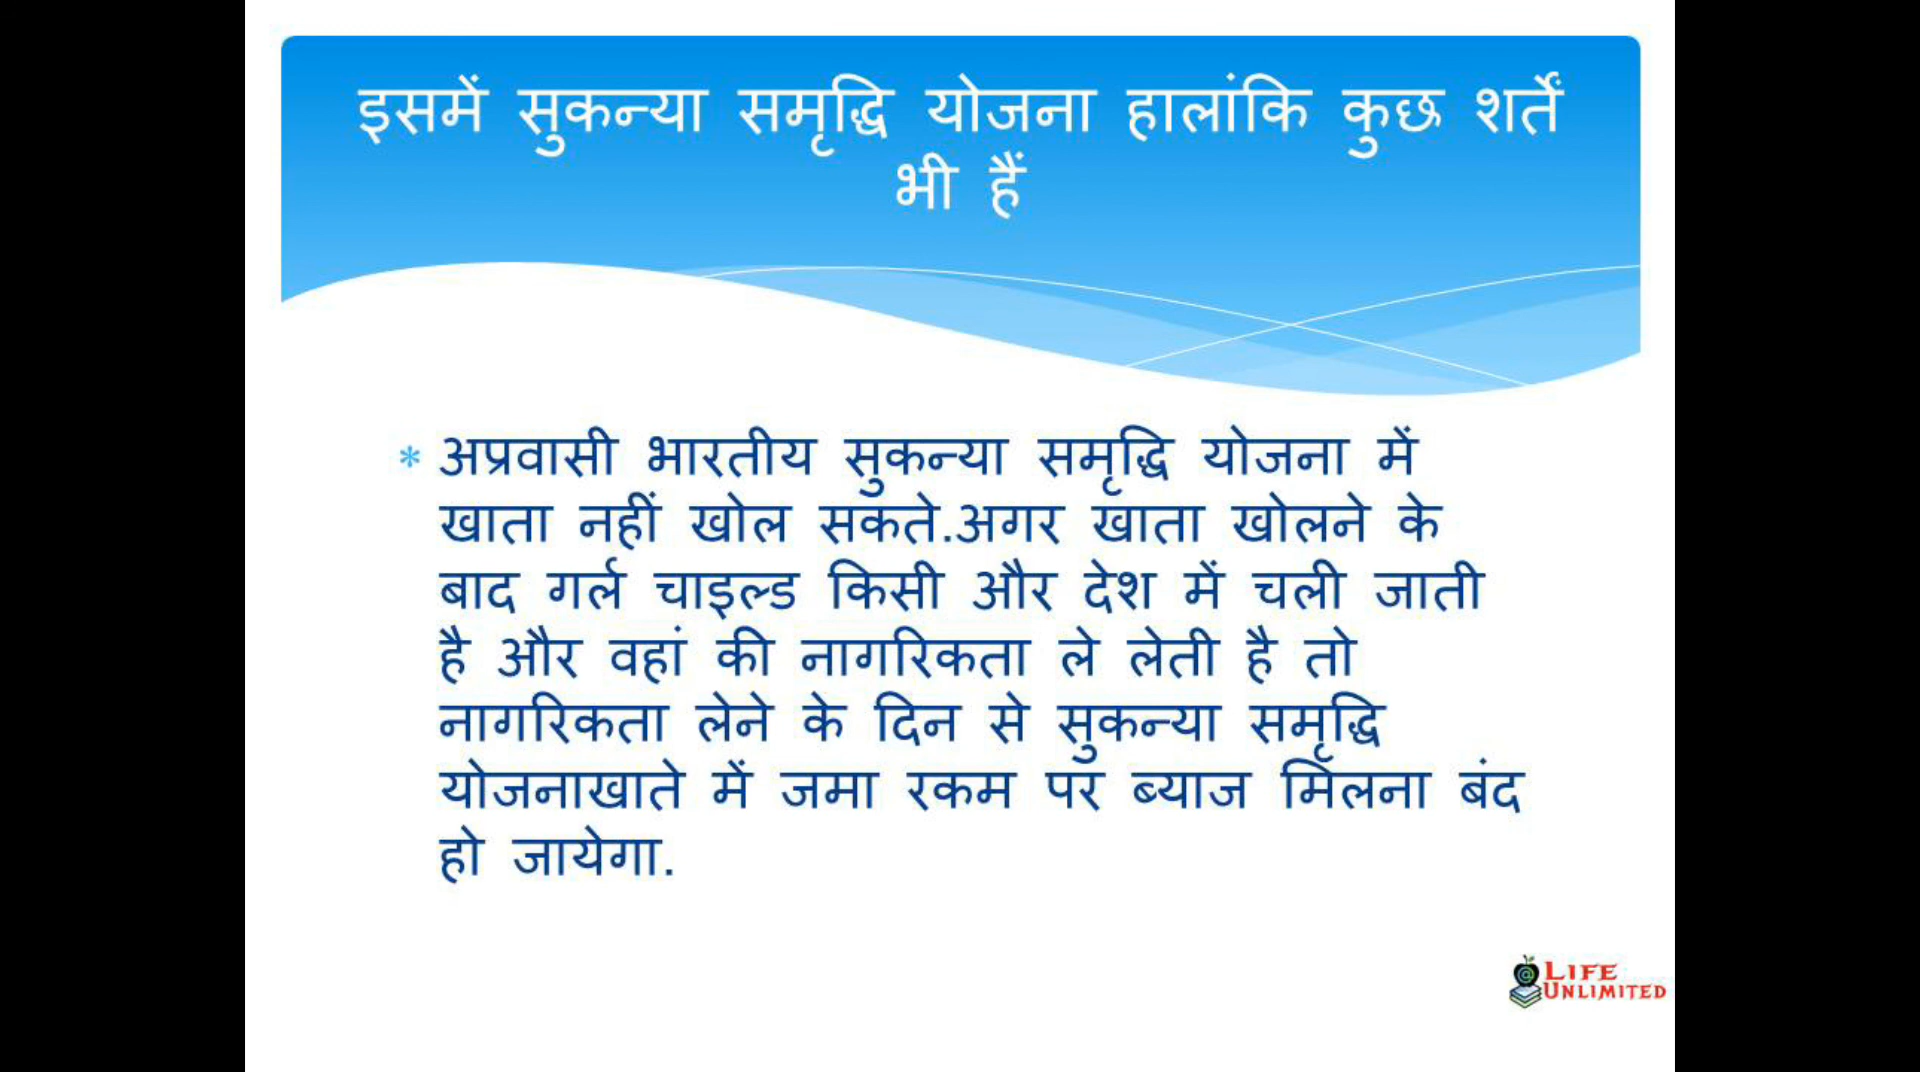 इसमें सुकन्या समृद्धि योजना हालांकि कुछ शर्तें
भी हैं
* अप्रवासी भारतीय सुकन्या समृद्धि योजना में
खाता नहीं खोल सकते.अगर खाता खोलने के
बाद गर्ल चाइल्ड किसी और देश में चली जाती
है और वहां की नागरिकता ले लेती है तो
नागरिकता लेने के दिन से सुकन्या समृद्धि
योजनाखाते में जमा रकम पर ब्याज मिलना बंद
हो जायेगा.
LIFE
UNLIMITED